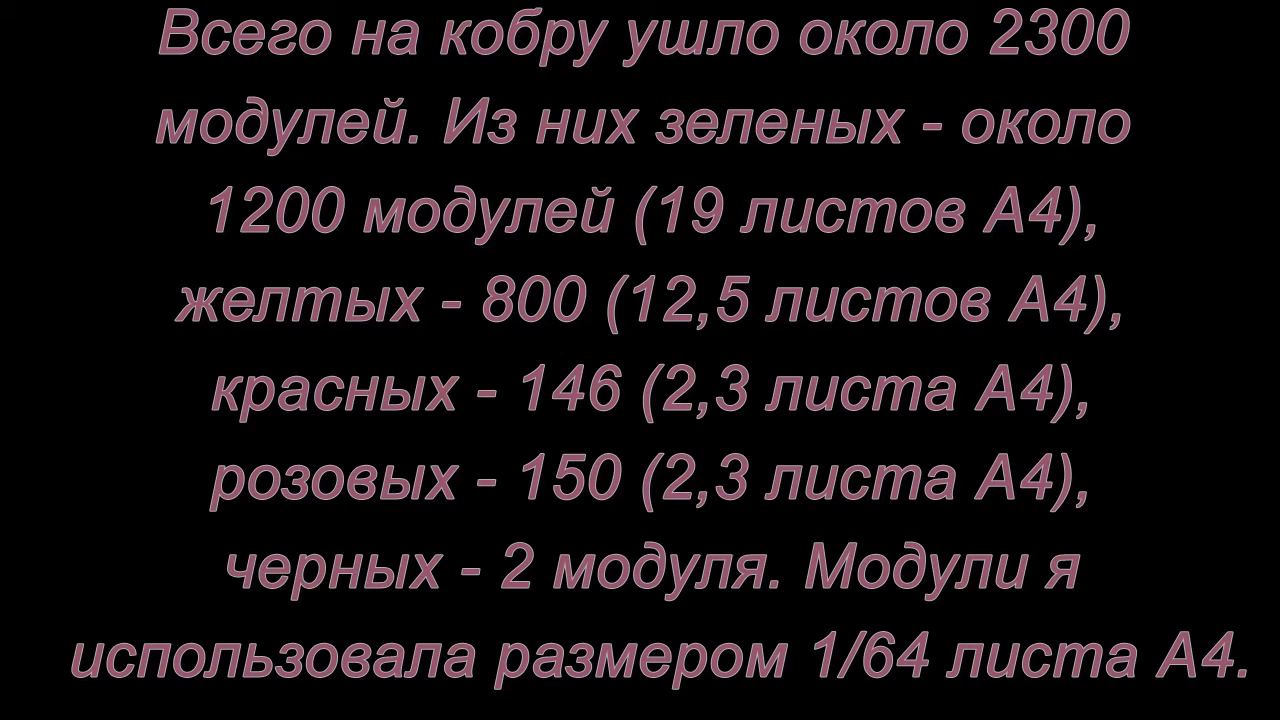 Всего на кобру ушло около 2300
модулей. Из них зеленых - около
1200 модулей (19 листов А4),
желтых - 800 (12,5 листов А4),
красных - 146 (2,3 листа А4),
розовых - 150 (2,3 листа А4),
черных - 2 модуля. Модули я
использовала размером 1/64 листа А4.